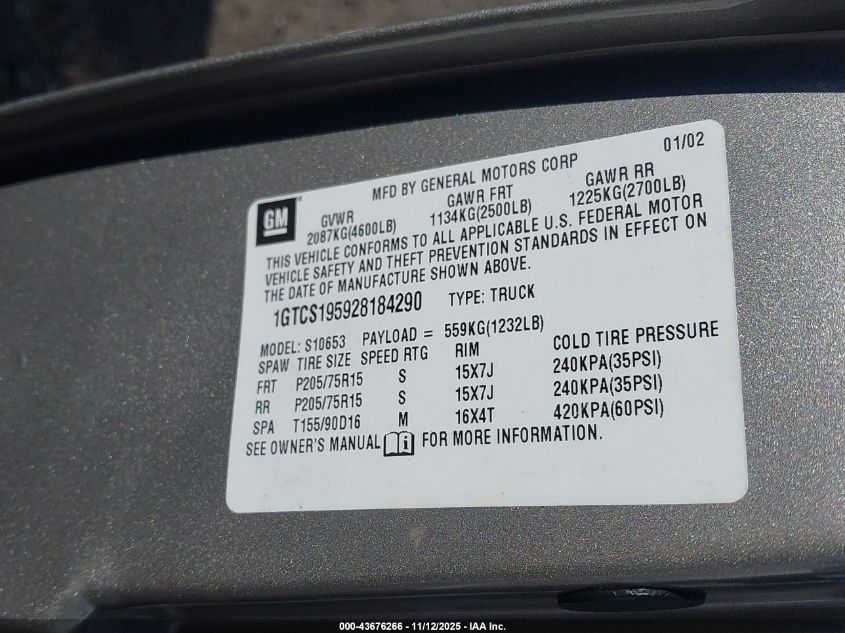 01/02
MFD BY GENERAL MOTORS CORP
GM®
GVWR GAWR FRT GAWR RR
2087KG(4600LB) 1134KG(2500LB) 1225KG(2700LB)
THIS VEHICLE CONFORMS TO ALL APPLICABLE U.S. FEDERAL MOTOR
VEHICLE SAFETY AND THEFT PREVENTION STANDARDS IN EFFECT ON
THE DATE OF MANUFACTURE SHOWN ABOVE.
1GTCS195928184290 TYPE: TRUCK
MODEL: S10653 PAYLOAD = 559KG(1232LB)
SPAW TIRE SIZE SPEED RTG RIM COLD TIRE PRESSURE
FRT P205/75R15 S 15X7J 240KPA(35PSI)
RR P205/75R15 S 15X7J 240KPA(35PSI)
SPA T155/90D16 M 16X4T 420KPA(60PSI)
SEE OWNER'S MANUAL i FOR MORE INFORMATION.
000-43676266 - 11/12/2025 - IAA Inc.